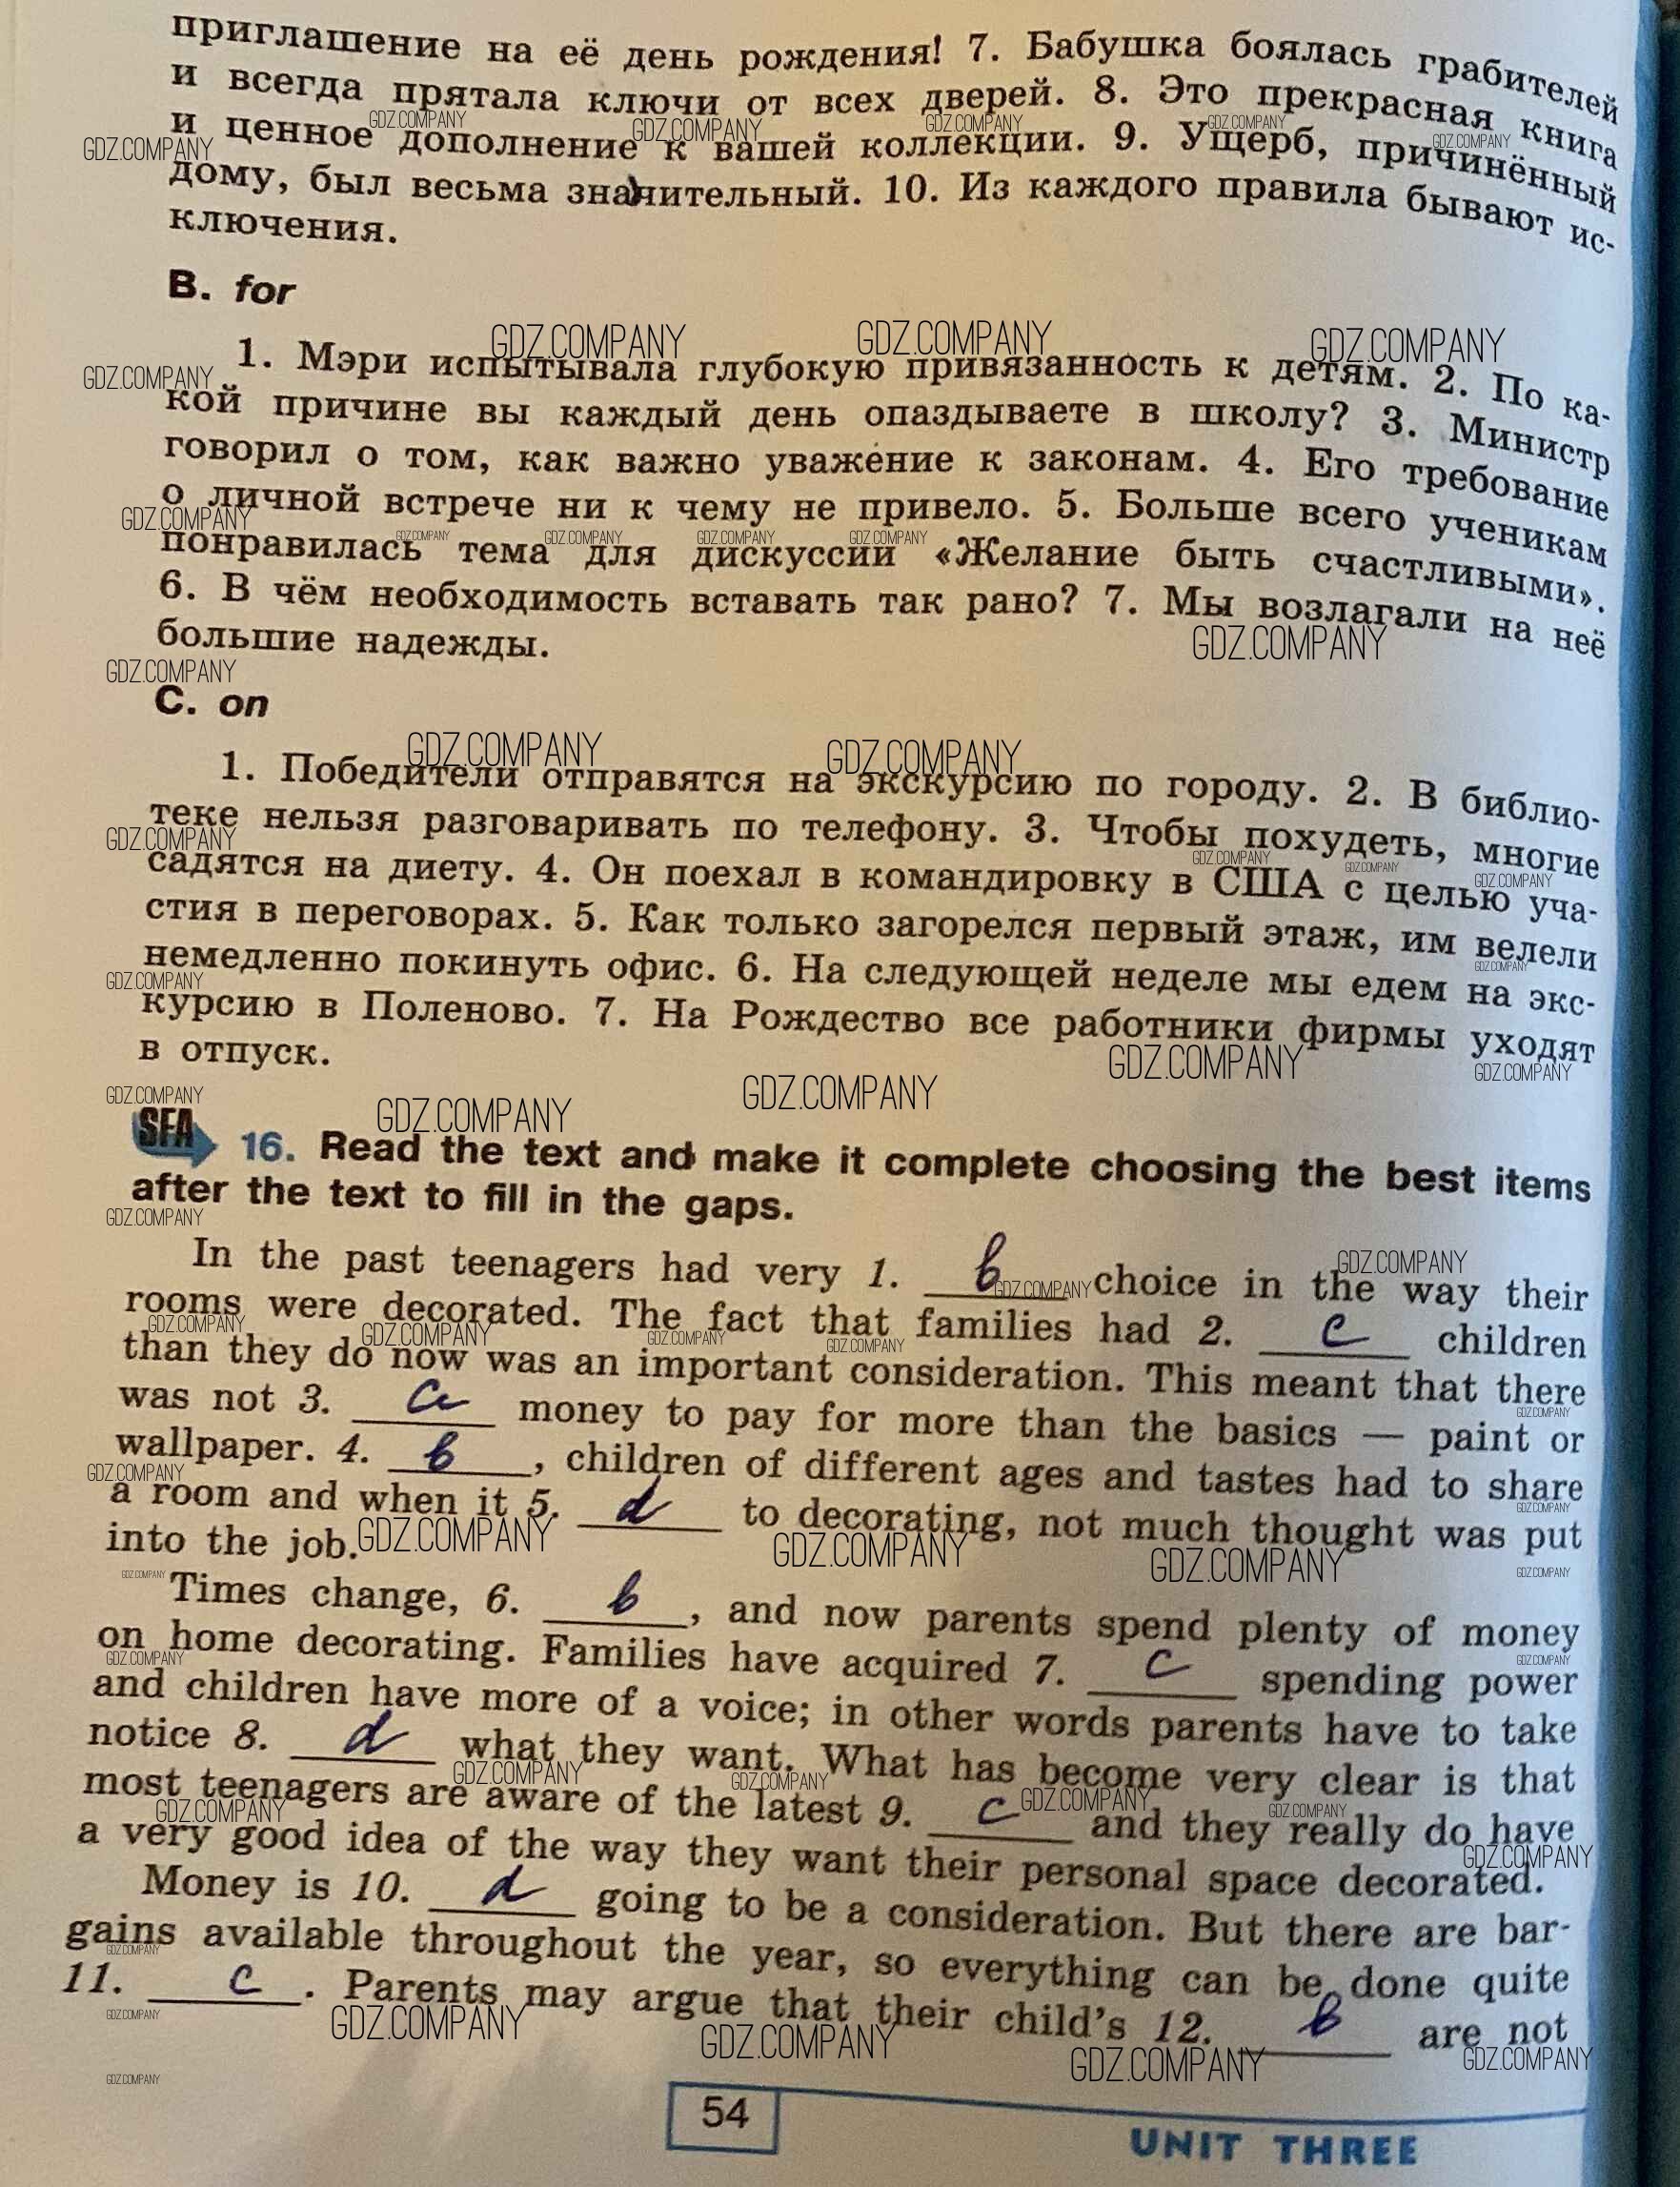 приглашение на её день рождения! 7. Бабушка боялась грабителей
и всегда прятала ключи от всех дверей. 8. Это прекрасная книга
и ценное дополнение к вашей коллекции. 9. Ущерб, причинённый
дому, был весьма значительный. 10. Из каждого правила бывают ис-
ключения.
B. for
1. Мэри испытывала глубокую привязанность к детям. 2. По ка-
кой причине вы каждый день опаздываете в школу? 3. Министр
говорил о том, как важно уважение к законам. 4. Его требование
о личной встрече ни к чему не привело. 5. Больше всего ученикам
понравилась тема для дискуссии «Желание быть счастливыми».
6. В чём необходимость вставать так рано? 7. Мы возлагали на неё
большие надежды.
C. on
1. Победители отправятся на экскурсию по городу. 2. В библио-
теке нельзя разговаривать по телефону. 3. Чтобы похудеть, многие
садятся на диету. 4. Он поехал в командировку в США с целью уча-
стия в переговорах. 5. Как только загорелся первый этаж, им велели
немедленно покинуть офис. 6. На следующей неделе мы едем на экс-
курсию в Поленово. 7. На Рождество все работники фирмы уходят
в отпуск.
SFA 16. Read the text and make it complete choosing the best items
after the text to fill in the gaps.
In the past teenagers had very 1. b choice in the way their
rooms were decorated. The fact that families had 2. c children
than they do now was an important consideration. This meant that there
was not 3. a money to pay for more than the basics — paint or
wallpaper. 4. b, children of different ages and tastes had to share
a room and when it 5. d to decorating, not much thought was put
into the job.
Times change, 6. b, and now parents spend plenty of money
on home decorating. Families have acquired 7. c spending power
and children have more of a voice; in other words parents have to take
notice 8. d what they want. What has become very clear is that
most teenagers are aware of the latest 9. c and they really do have
a very good idea of the way they want their personal space decorated.
Money is 10. d going to be a consideration. But there are bar-
gains available throughout the year, so everything can be done quite
11. c. Parents may argue that their child's 12. b are not
54
UNIT THREE
GDZ.COMPANY